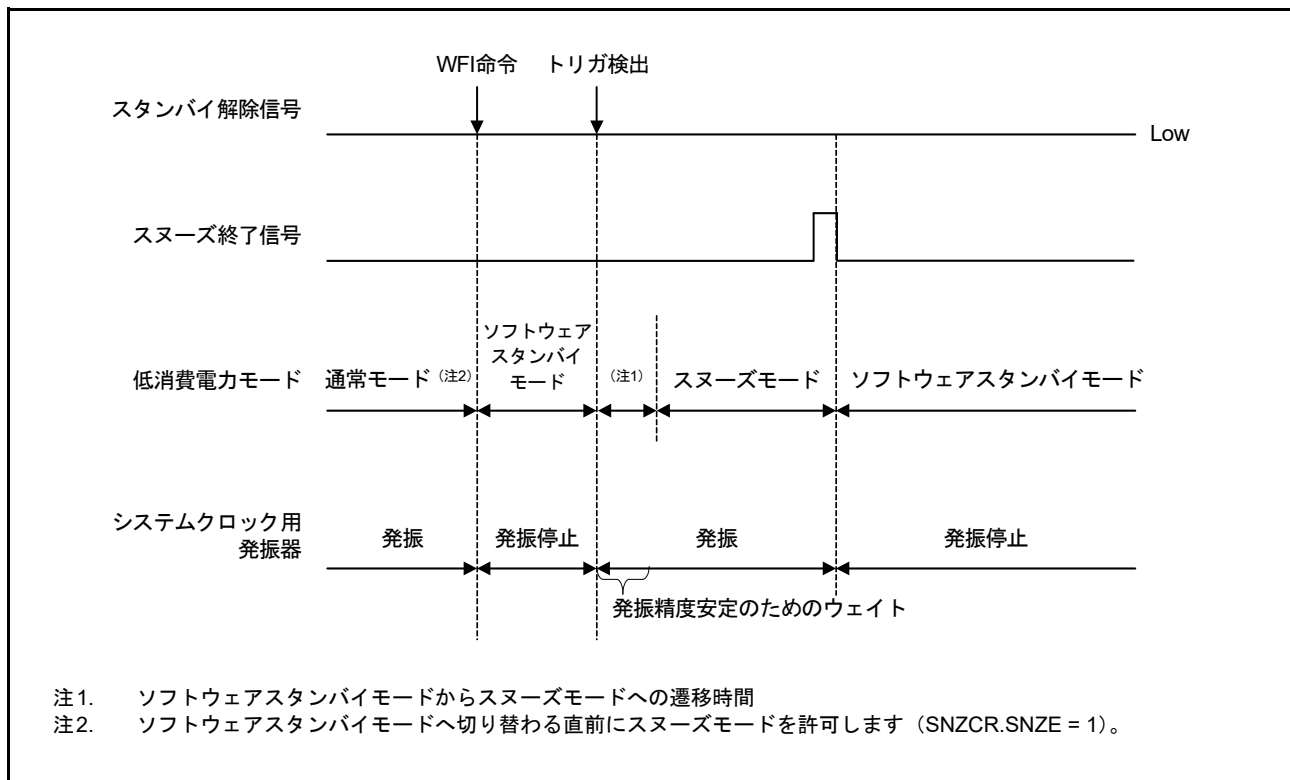 WFI命令 トリガ検出
スタンバイ解除信号
Low
スヌーズ終了信号
低消費電力モード
通常モード（注2）
ソフトウェア
スタンバイ
モード
（注1）
スヌーズモード
ソフトウェアスタンバイモード
システムクロック用
発振器
発振
発振停止
発振
発振停止
発振精度安定のためのウェイト
注1. ソフトウェアスタンバイモードからスヌーズモードへの遷移時間
注2. ソフトウェアスタンバイモードへ切り替わる直前にスヌーズモードを許可します（SNZCR.SNZE = 1）。